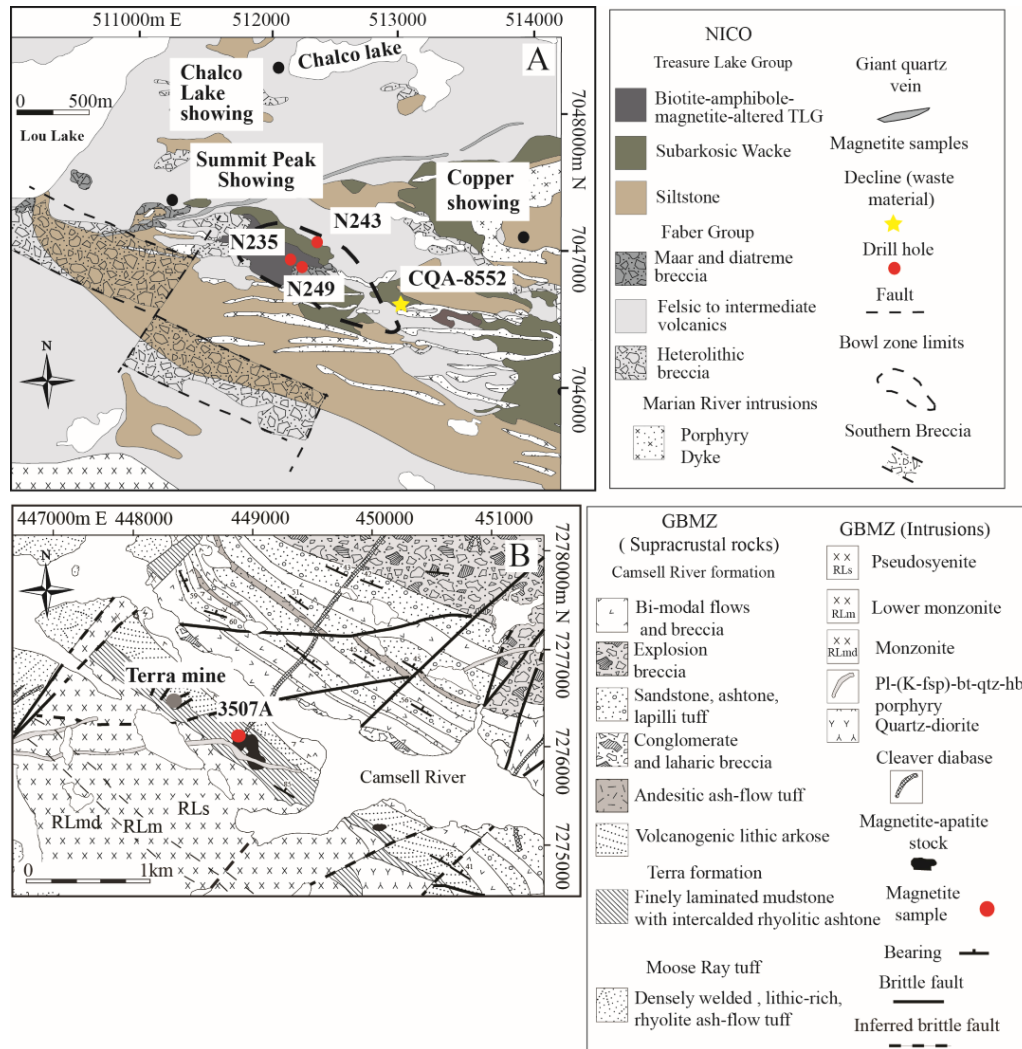 511000m E
512000
513000
514000
A
Chalco lake
Chalco
Lake
showing
0 500m
Lou Lake
7048000m N
Summit Peak
Showing
Copper
showing
N243
N235
7047000
N249
CQA-8552
N
7046000
NICO
Treasure Lake Group
Biotite-amphibole-
magnetite-altered TLG
Subarkosic Wacke
Siltstone
Faber Group
Maar and diatreme
breccia
Felsic to intermediate
volcanics
Heterolithic
breccia
Marian River intrusions
Porphyry
Dyke
Giant quartz
vein
Magnetite samples
Decline (waste
material)
Drill hole
Fault
Bowl zone limits
Southern Breccia
447000m E
448000
449000
450000
451000
B
N
7278000m N
7277000
Terra mine
3507A
7276000
Camsell River
RLs
RLmd
RLm
0 1km
7275000
GBMZ
( Supracrustal rocks)
Camsell River formation
Bi-modal flows
and breccia
Explosion
breccia
Sandstone, ashtone,
lapilli tuff
Conglomerate
and laharic breccia
Andesitic ash-flow tuff
Volcanogenic lithic arkose
Terra formation
Finely laminated mudstone
with intercalded rhyolitic ashtone
Moose Ray tuff
Densely welded , lithic-rich,
rhyolite ash-flow tuff
GBMZ (Intrusions)
RLs
Pseudosyenite
RLm
Lower monzonite
RLmd
Monzonite
Pl-(K-fsp)-bt-qtz-hb
porphyry
Quartz-diorite
Cleaver diabase
Magnetite-apatite
stock
Magnetite
sample
Bearing
Brittle fault
Inferred brittle fault